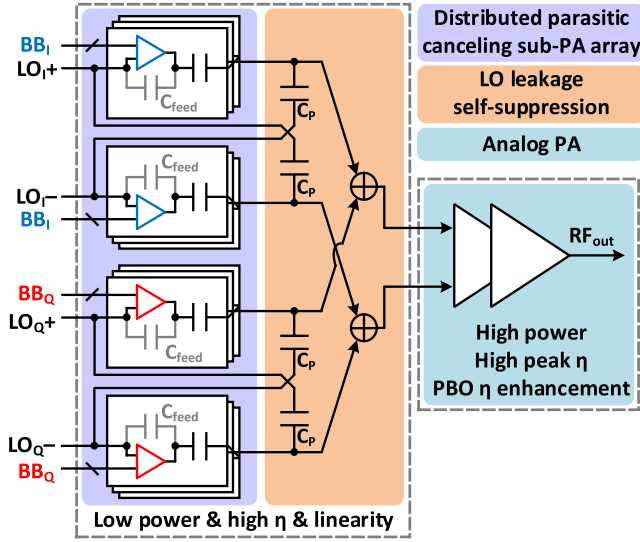 BB_I
LO_I+
C_feed
C_P
C_feed
C_P
LO_I−
BB_I
BB_Q
LO_Q+
C_feed
C_P
C_feed
C_P
LO_Q−
BB_Q
Low power & high η & linearity
Distributed parasitic
canceling sub-PA array
LO leakage
self-suppression
Analog PA
RF_out
High power
High peak η
PBO η enhancement